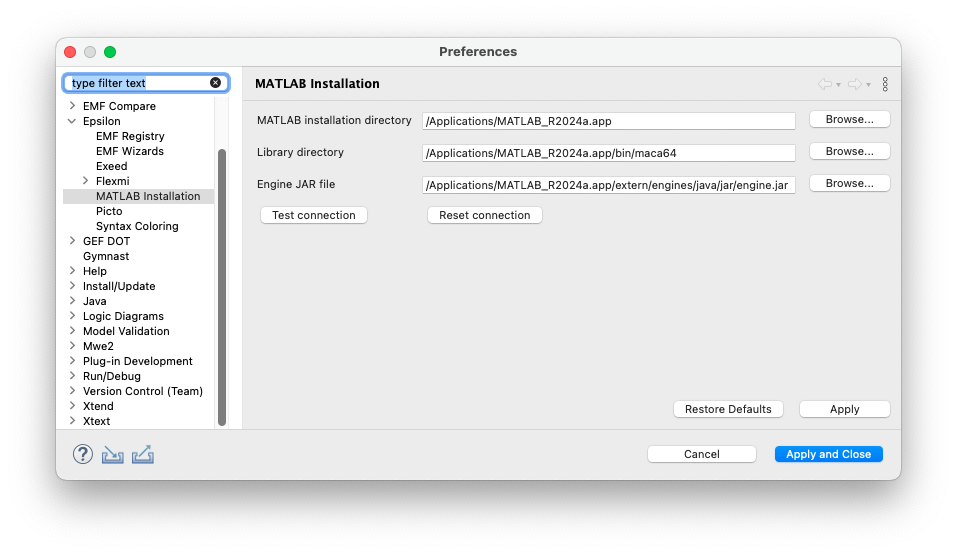 Preferences
type filter text
EMF Compare
Epsilon
EMF Registry
EMF Wizards
Exeed
Flexmi
MATLAB Installation
Picto
Syntax Coloring
GEF DOT
Gymnast
Help
Install/Update
Java
Logic Diagrams
Model Validation
Mwe2
Plug-in Development
Run/Debug
Version Control (Team)
Xtend
Xtext
MATLAB Installation
MATLAB installation directory /Applications/MATLAB_R2024a.app Browse...
Library directory /Applications/MATLAB_R2024a.app/bin/maca64 Browse...
Engine JAR file /Applications/MATLAB_R2024a.app/extern/engines/java/jar/engine.jar Browse...
Test connection Reset connection
Restore Defaults Apply
? Cancel Apply and Close